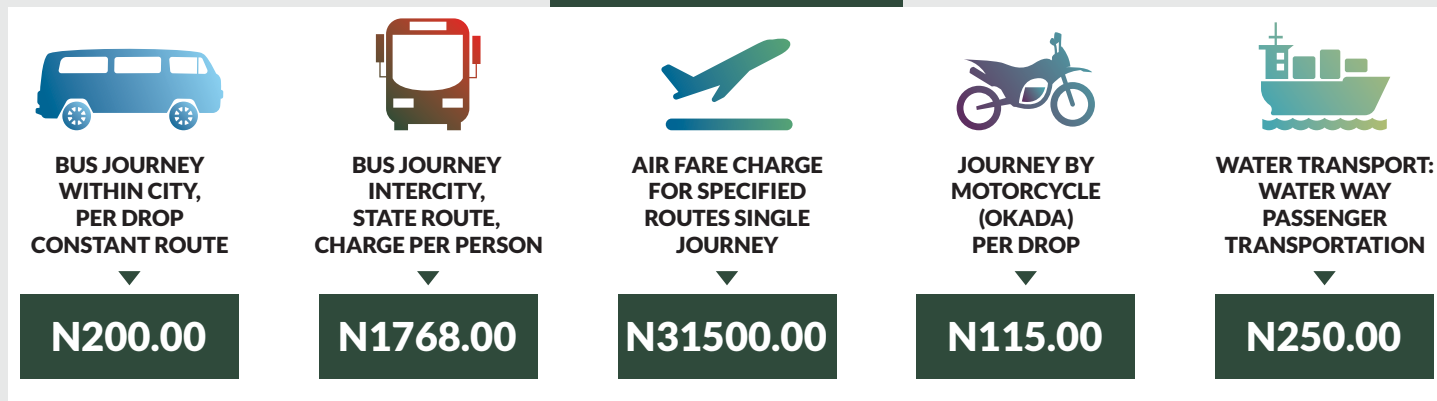 BUS JOURNEY
WITHIN CITY,
PER DROP
CONSTANT ROUTE
N200.00
BUS JOURNEY
INTERCITY,
STATE ROUTE,
CHARGE PER PERSON
N1768.00
AIR FARE CHARGE
FOR SPECIFIED
ROUTES SINGLE
JOURNEY
N31500.00
JOURNEY BY
MOTORCYCLE
(OKADA)
PER DROP
N115.00
WATER TRANSPORT:
WATER WAY
PASSENGER
TRANSPORTATION
N250.00